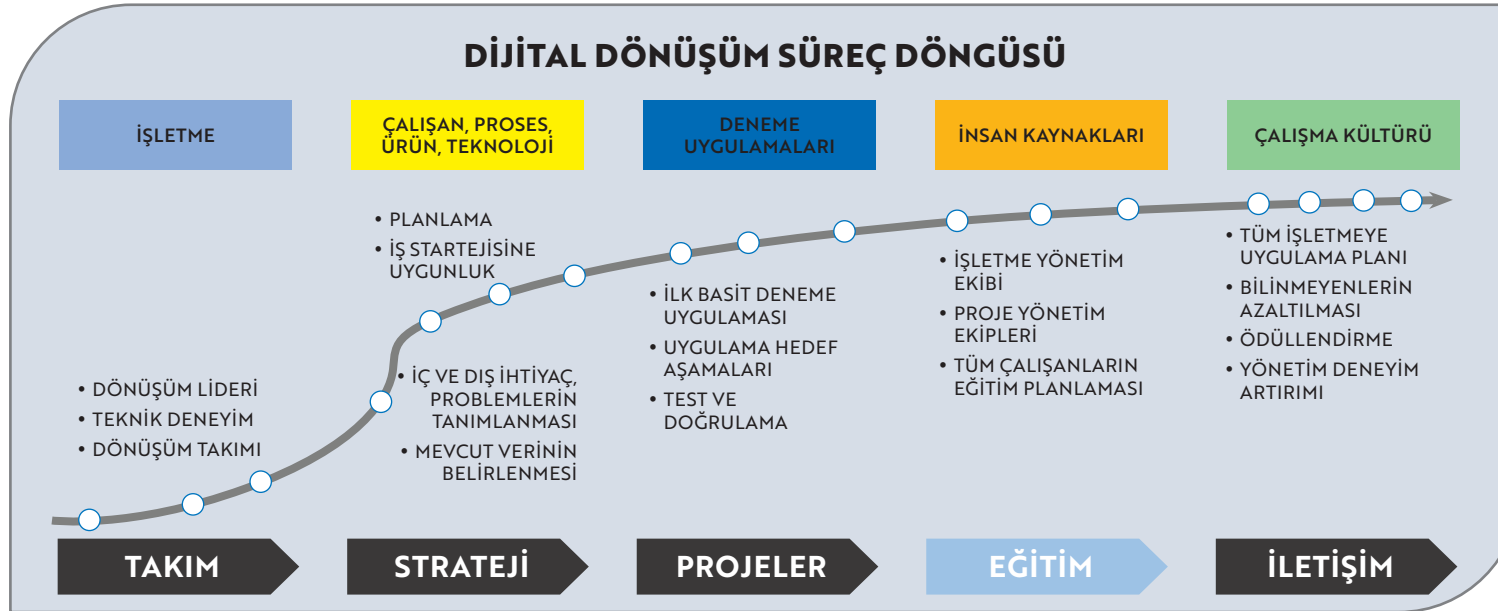 DİJİTAL DÖNÜŞÜM SÜREÇ DÖNGÜSÜ
İŞLETME
ÇALIŞAN, PROSES,
ÜRÜN, TEKNOLOJİ
DENEME
UYGULAMALARI
İNSAN KAYNAKLARI
ÇALIŞMA KÜLTÜRÜ
• DÖNÜŞÜM LİDERİ
• TEKNİK DENEYİM
• DÖNÜŞÜM TAKIMI
• PLANLAMA
• İŞ STARTEJİSİNE
UYGUNLUK
• İÇ VE DIŞ İHTİYAÇ,
PROBLEMLERİN
TANIMLANMASI
• MEVCUT VERİNİN
BELİRLENMESİ
• İLK BASİT DENEME
UYGULAMASI
• UYGULAMA HEDEF
AŞAMALARI
• TEST VE
DOĞRULAMA
• İŞLETME YÖNETİM
EKİBİ
• PROJE YÖNETİM
EKİPLERİ
• TÜM ÇALIŞANLARIN
EĞİTİM PLANLAMASI
• TÜM İŞLETMEYE
UYGULAMA PLANI
• BİLİNMEYENLERİN
AZALTILMASI
• ÖDÜLLENDİRME
• YÖNETİM DENEYİM
ARTIRIMI
TAKIM
STRATEJİ
PROJELER
EĞİTİM
İLETİŞİM